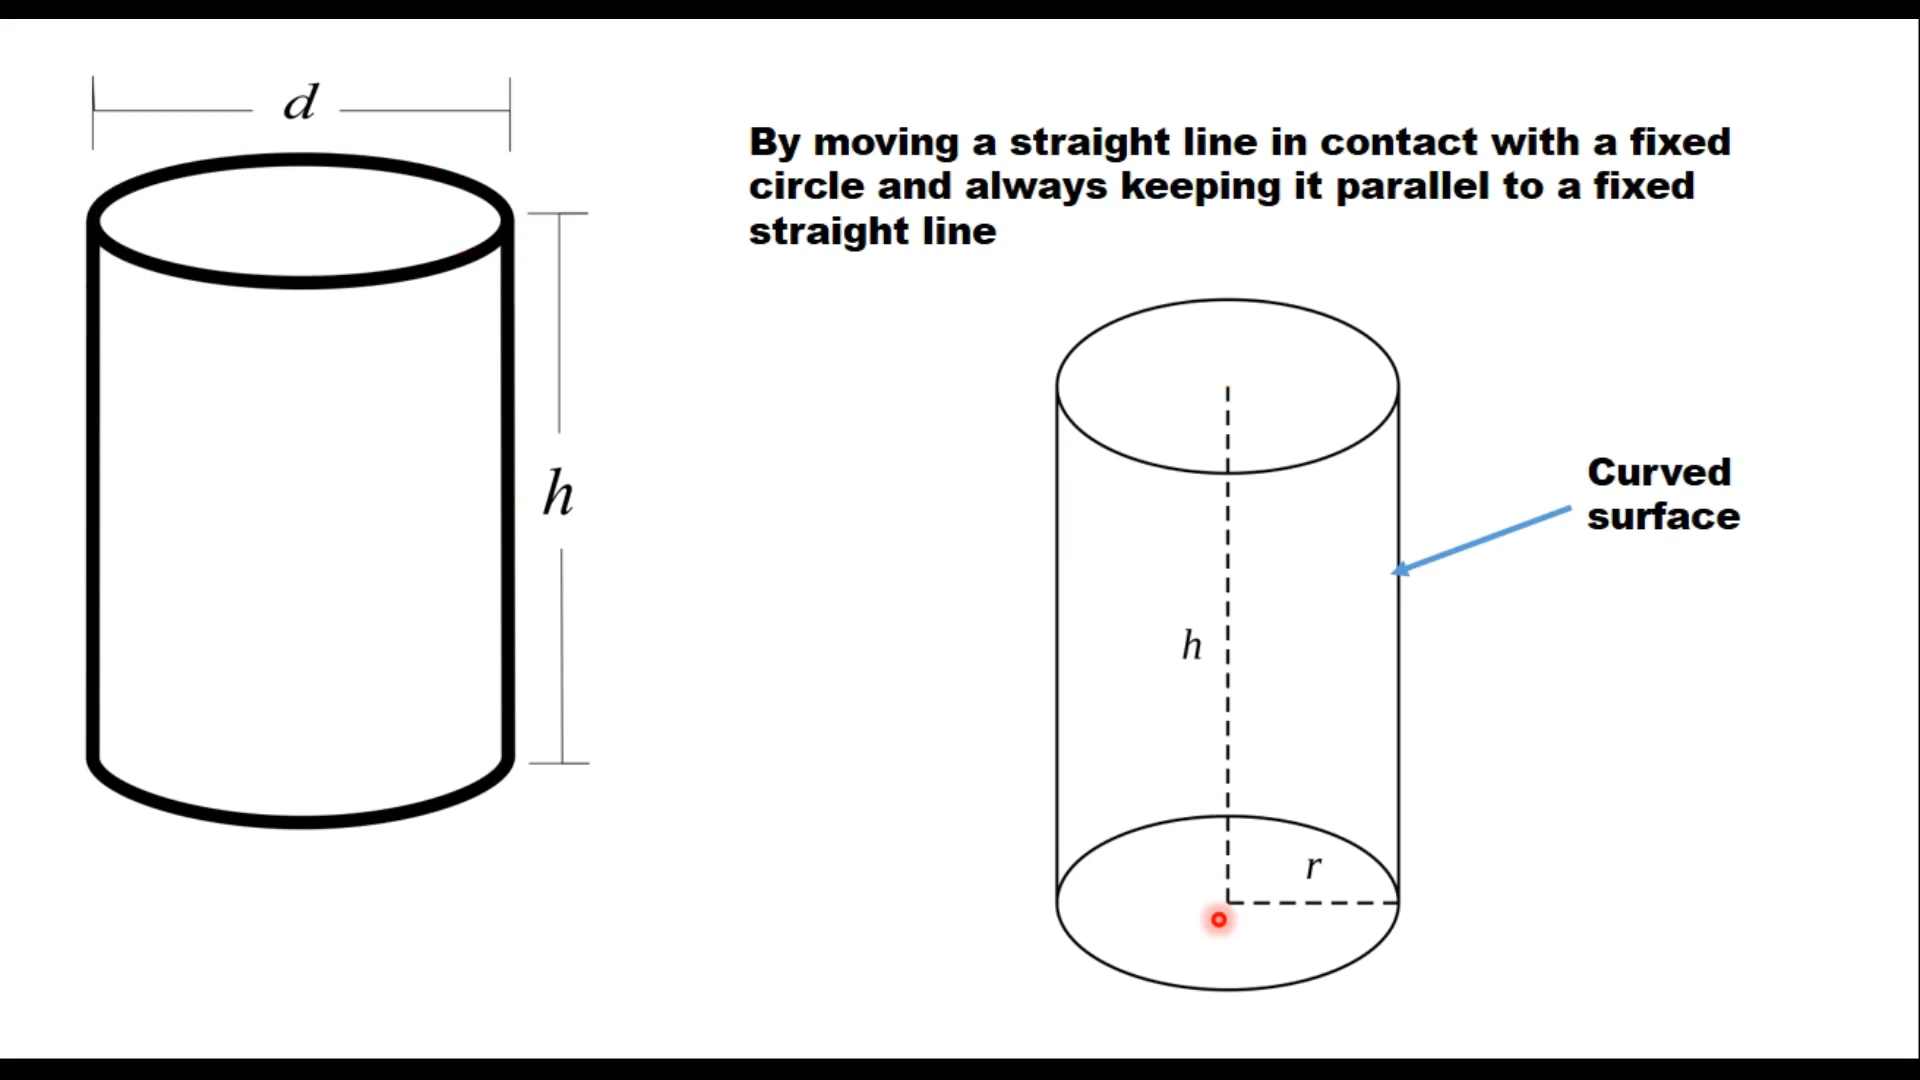 d
By moving a straight line in contact with a fixed
circle and always keeping it parallel to a fixed
straight line
h
Curved
surface
h
r